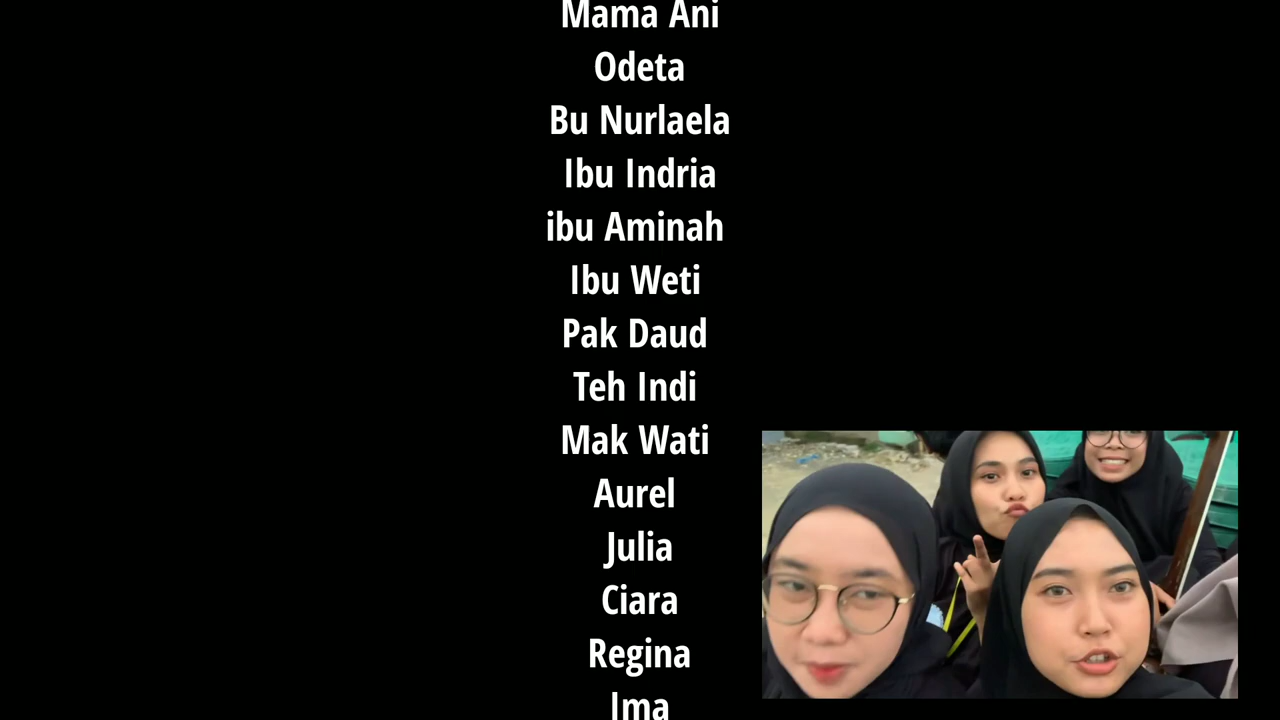 Mama Ani
Odeta
Bu Nurlaela
Ibu Indria
ibu Aminah
Ibu Weti
Pak Daud
Teh Indi
Mak Wati
Aurel
Julia
Ciara
Regina
Ima